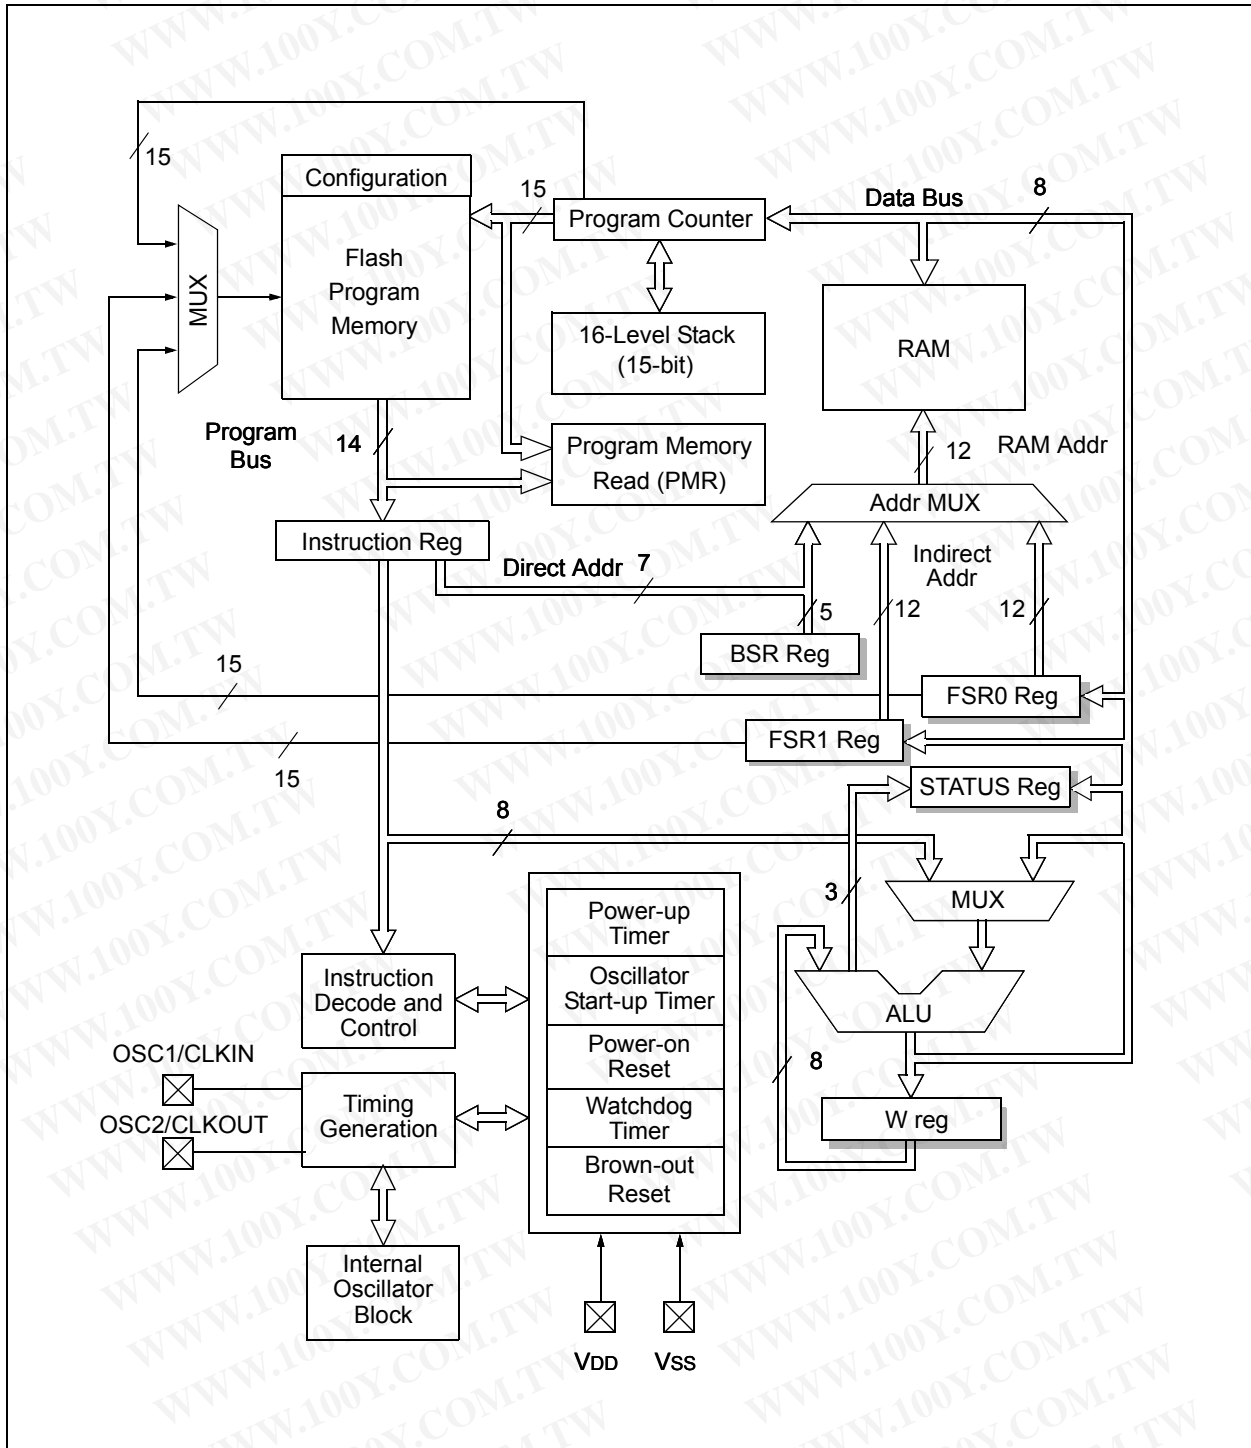 15
Configuration
Flash
Program
Memory
MUX
15
Program Counter
Data Bus
8
16-Level Stack
(15-bit)
RAM
Program
Bus
14
Program Memory
Read (PMR)
12
RAM Addr
Addr MUX
Instruction Reg
Direct Addr
7
Indirect
Addr
5
12
12
BSR Reg
15
FSR0 Reg
FSR1 Reg
15
STATUS Reg
8
3
MUX
Power-up
Timer
Oscillator
Start-up Timer
Power-on
Reset
Watchdog
Timer
Brown-out
Reset
Instruction
Decode and
Control
ALU
8
OSC1/CLKIN
OSC2/CLKOUT
Timing
Generation
W reg
Internal
Oscillator
Block
VDD
VSS
WWW.100Y.COM.TW